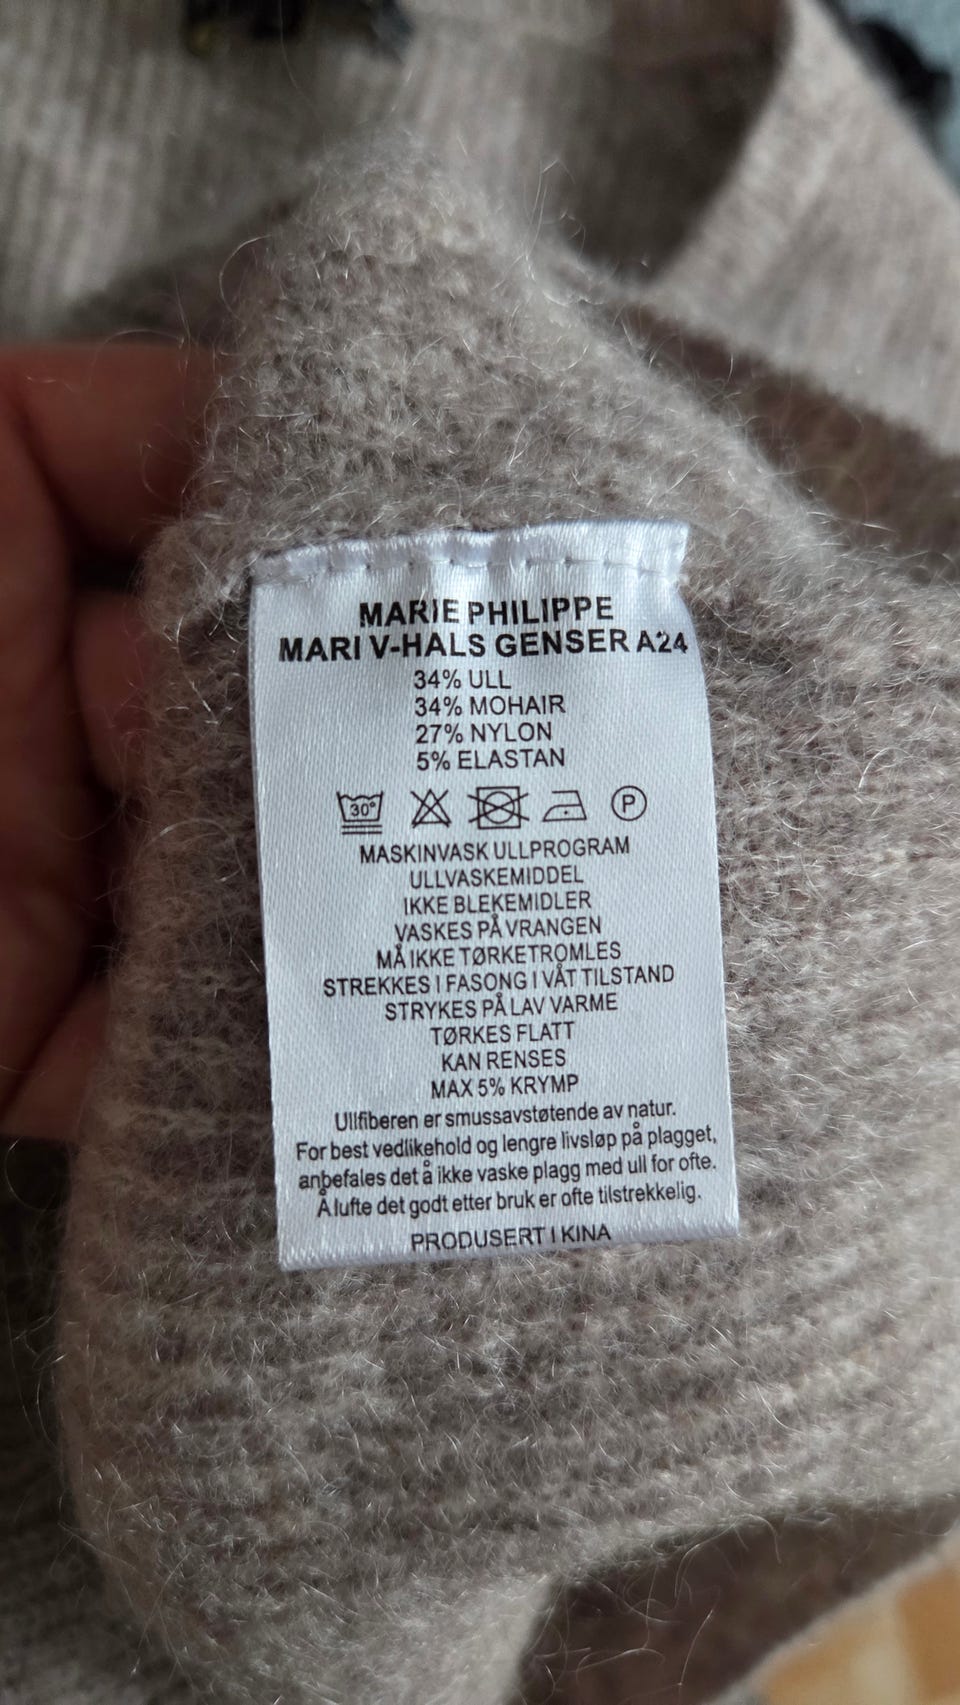 MARIE PHILIPPE
MARI V-HALS GENSER A24
34% ULL
34% MOHAIR
27% NYLON
5% ELASTAN
30° P
MASKINVASK ULLPROGRAM
ULLVASKEMIDDEL
IKKE BLEKEMIDLER
VASKES PÅ VRANGEN
MÅ IKKE TØRKETROMLES
STREKKES I FASONG I VÅT TILSTAND
STRYKES PÅ LAV VARME
TØRKES FLATT
KAN RENSES
MAX 5% KRYMP
Ullfiberen er smussavstøtende av natur.
For best vedlikehold og lengre livsløp på plagget,
anbefales det å ikke vaske plagg med ull for ofte.
Å lufte det godt etter bruk er ofte tilstrekkelig.
PRODUSERT I KINA